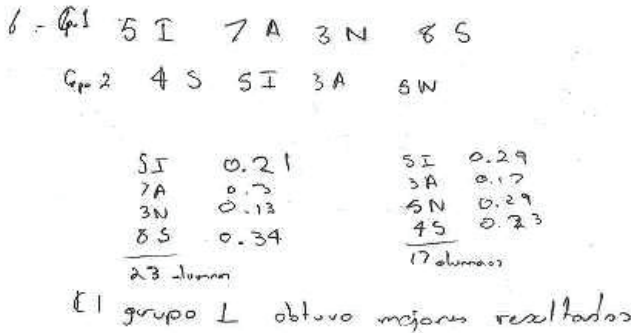 6.- Gp1 5 I 7 A 3 N 8 S
Gpo 2 4 S 5 I 3 A 5 N
5 I 0.21
7 A 0.3
3 N 0.13
8 S 0.34
23 alumnos
5 I 0.29
3 A 0.17
5 N 0.29
4 S 0.23
17 alumnos
El grupo 1 obtuvo mejores resultados